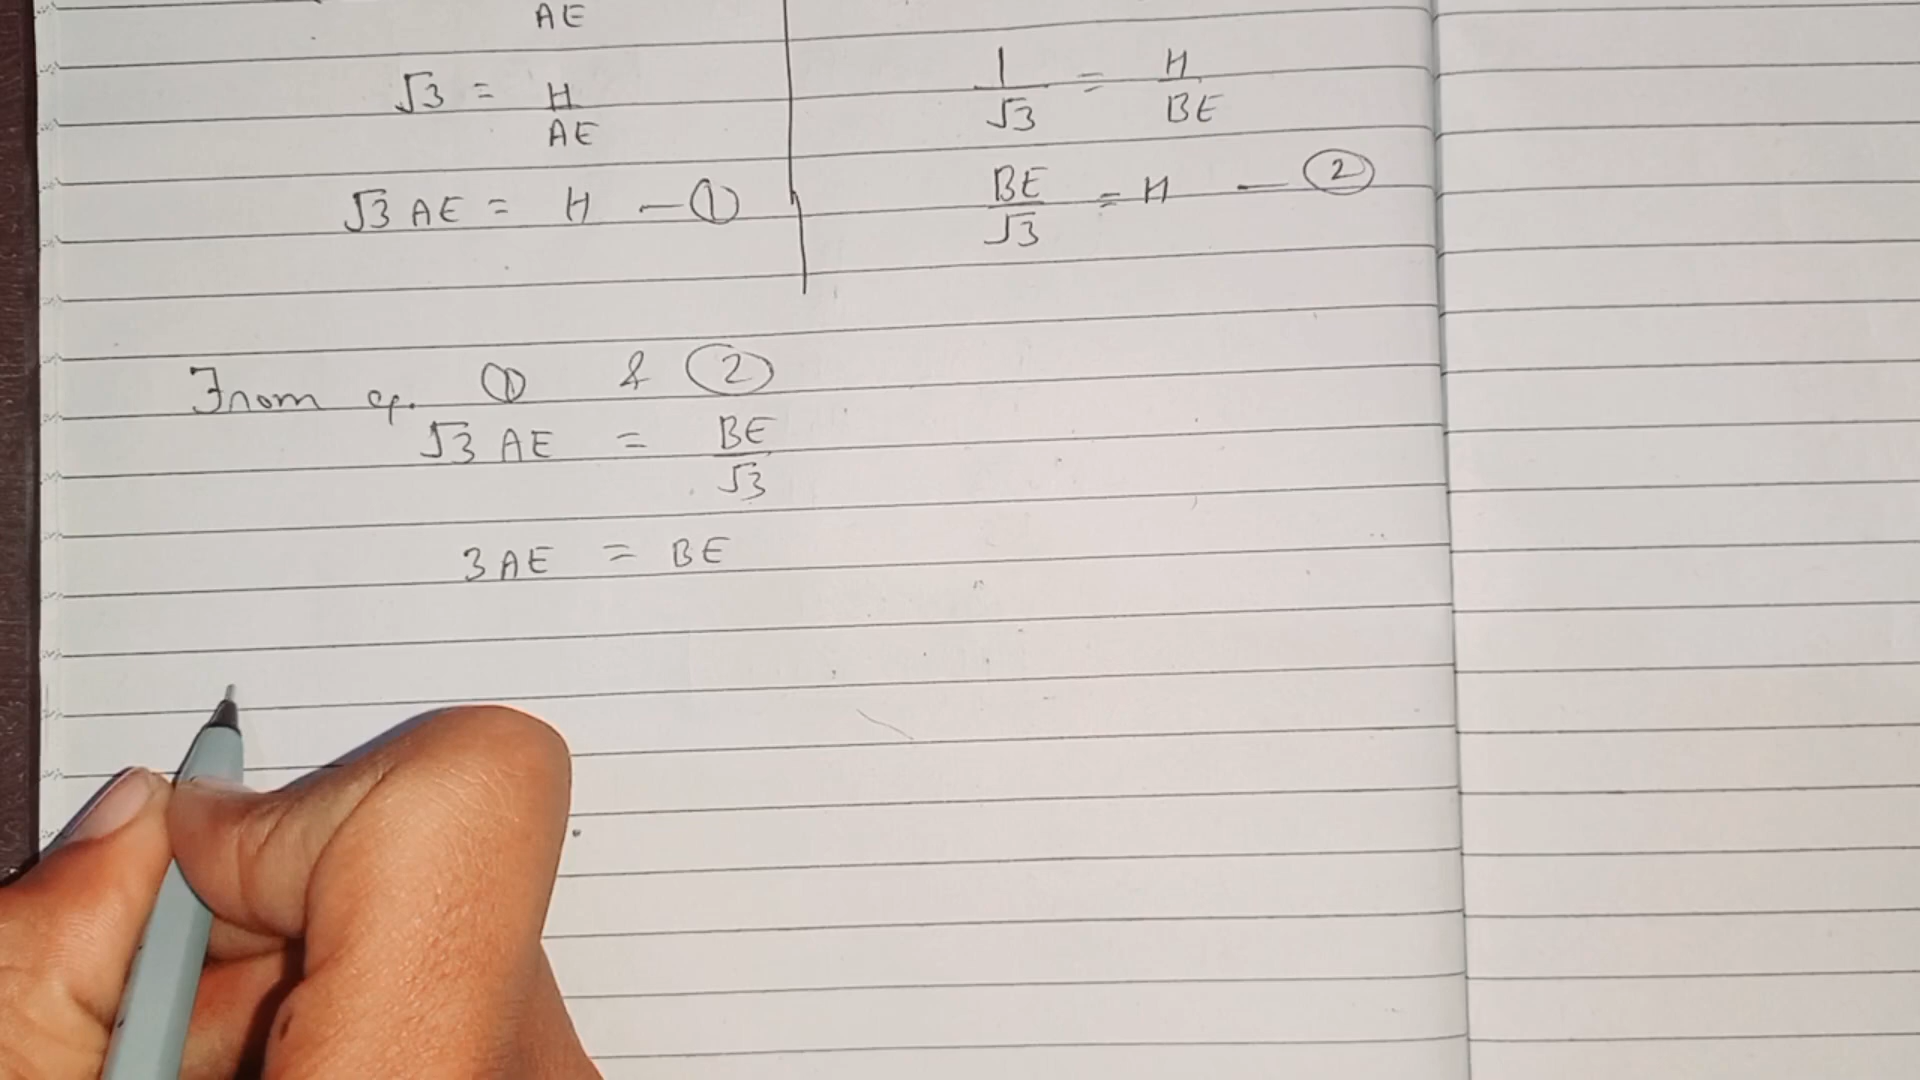 AE
√3 = H/AE
√3 AE = H — ①
1/√3 = H/BE
BE/√3 = H — ②
From eq. ① & ②
√3 AE = BE/√3
3AE = BE